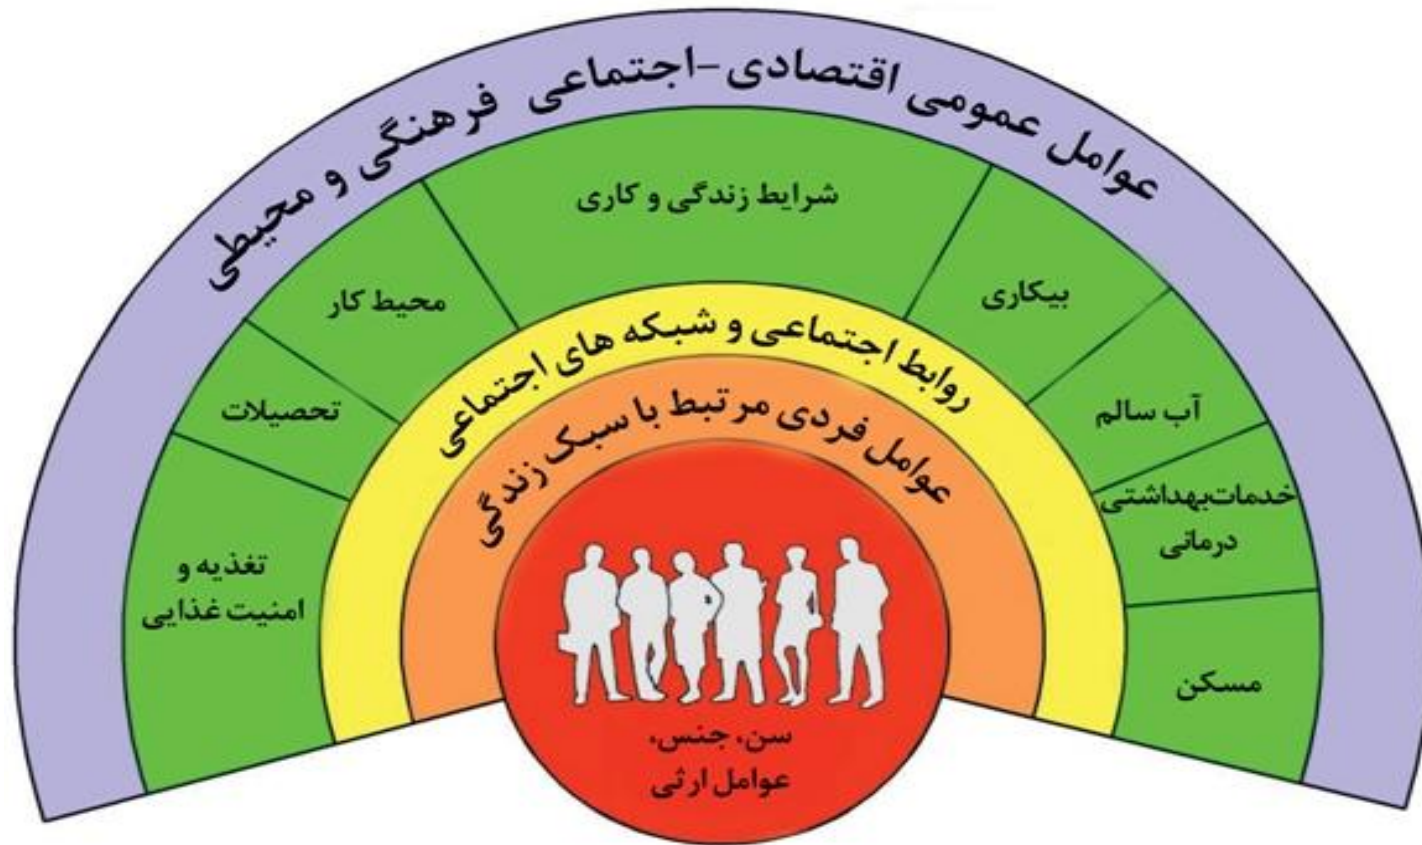 عوامل عمومی اقتصادی-اجتماعی فرهنگی و محیطی
شرایط زندگی و کاری
بیکاری
محیط کار
آب سالم
تحصیلات
خدمات‌بهداشتی
درمانی
تغذیه و
امنیت غذایی
مسکن
روابط اجتماعی و شبکه های اجتماعی
عوامل فردی مرتبط با سبک زندگی
سن، جنس،
عوامل ارثی